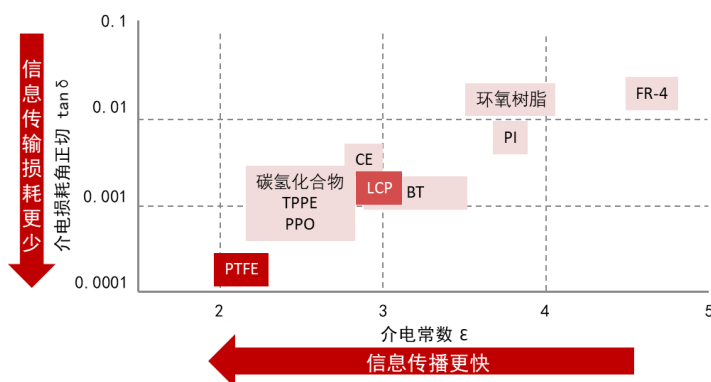 0.1
0.01
0.001
0.0001
信息传输损耗更少
介电损耗角正切 tanδ
FR-4
环氧树脂
PI
CE
碳氢化合物
TPPE
PPO
LCP
BT
PTFE
2
3
4
5
介电常数 ε
信息传播更快